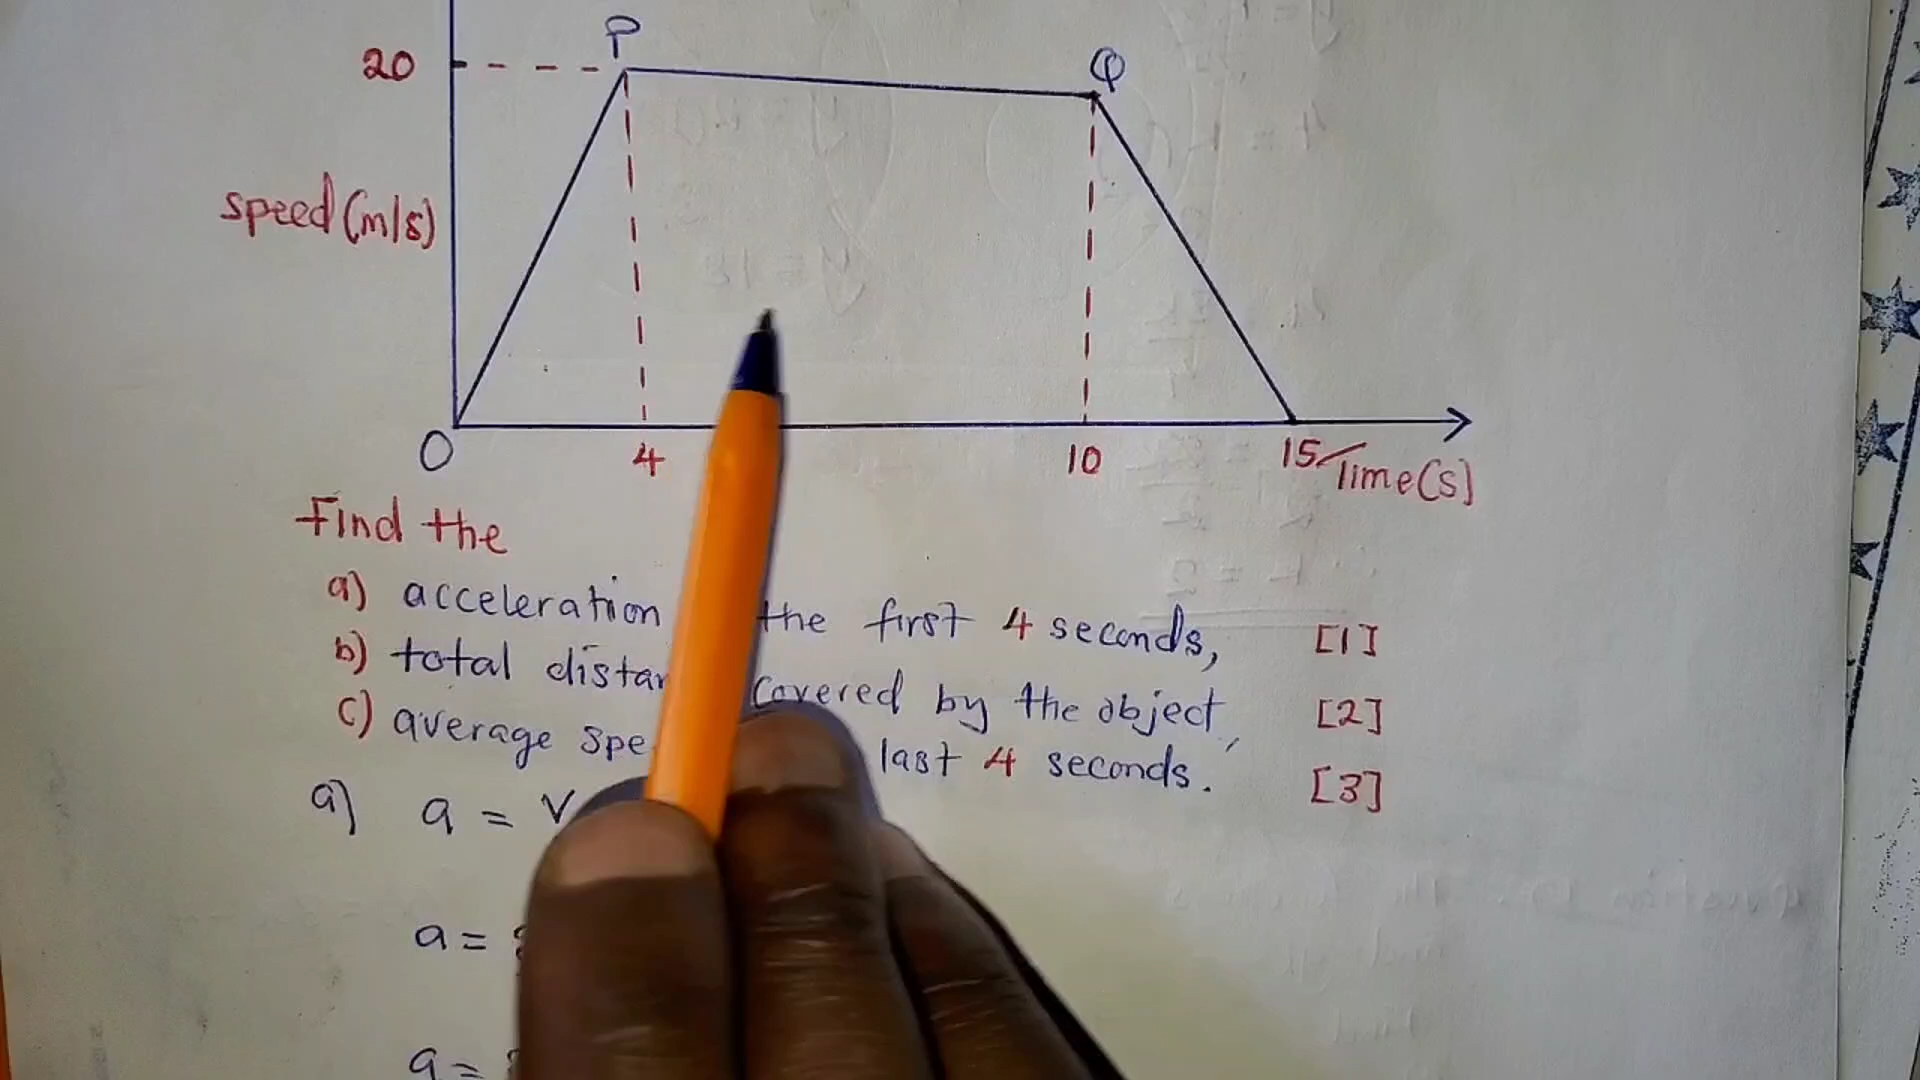 P
Q
20
speed(m/s)
O
4
10
15
Time(s)
Find the
a) acceleration the first 4 seconds, [1]
b) total covered by the object, [2]
c) average last 4 seconds. [3]
a) a = V
a =
a =